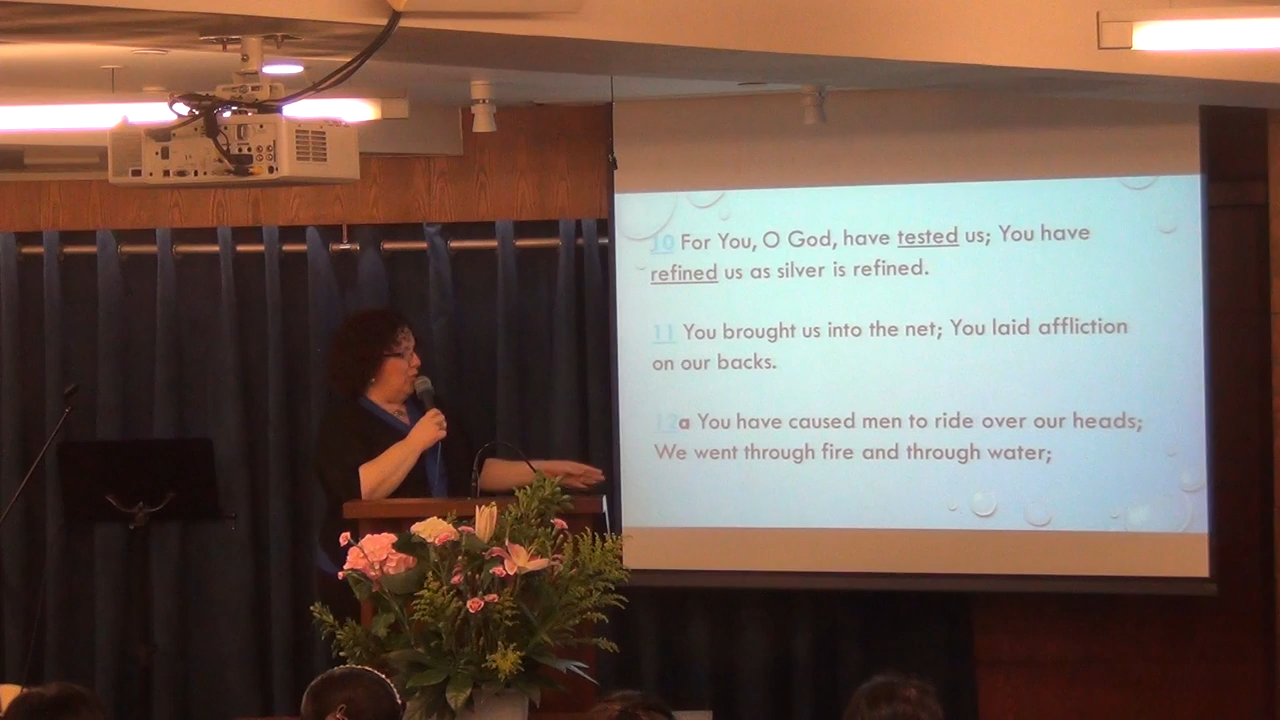 10 For You, O God, have tested us; You have
refined us as silver is refined.
11 You brought us into the net; You laid affliction
on our backs.
12a You have caused men to ride over our heads;
We went through fire and through water;